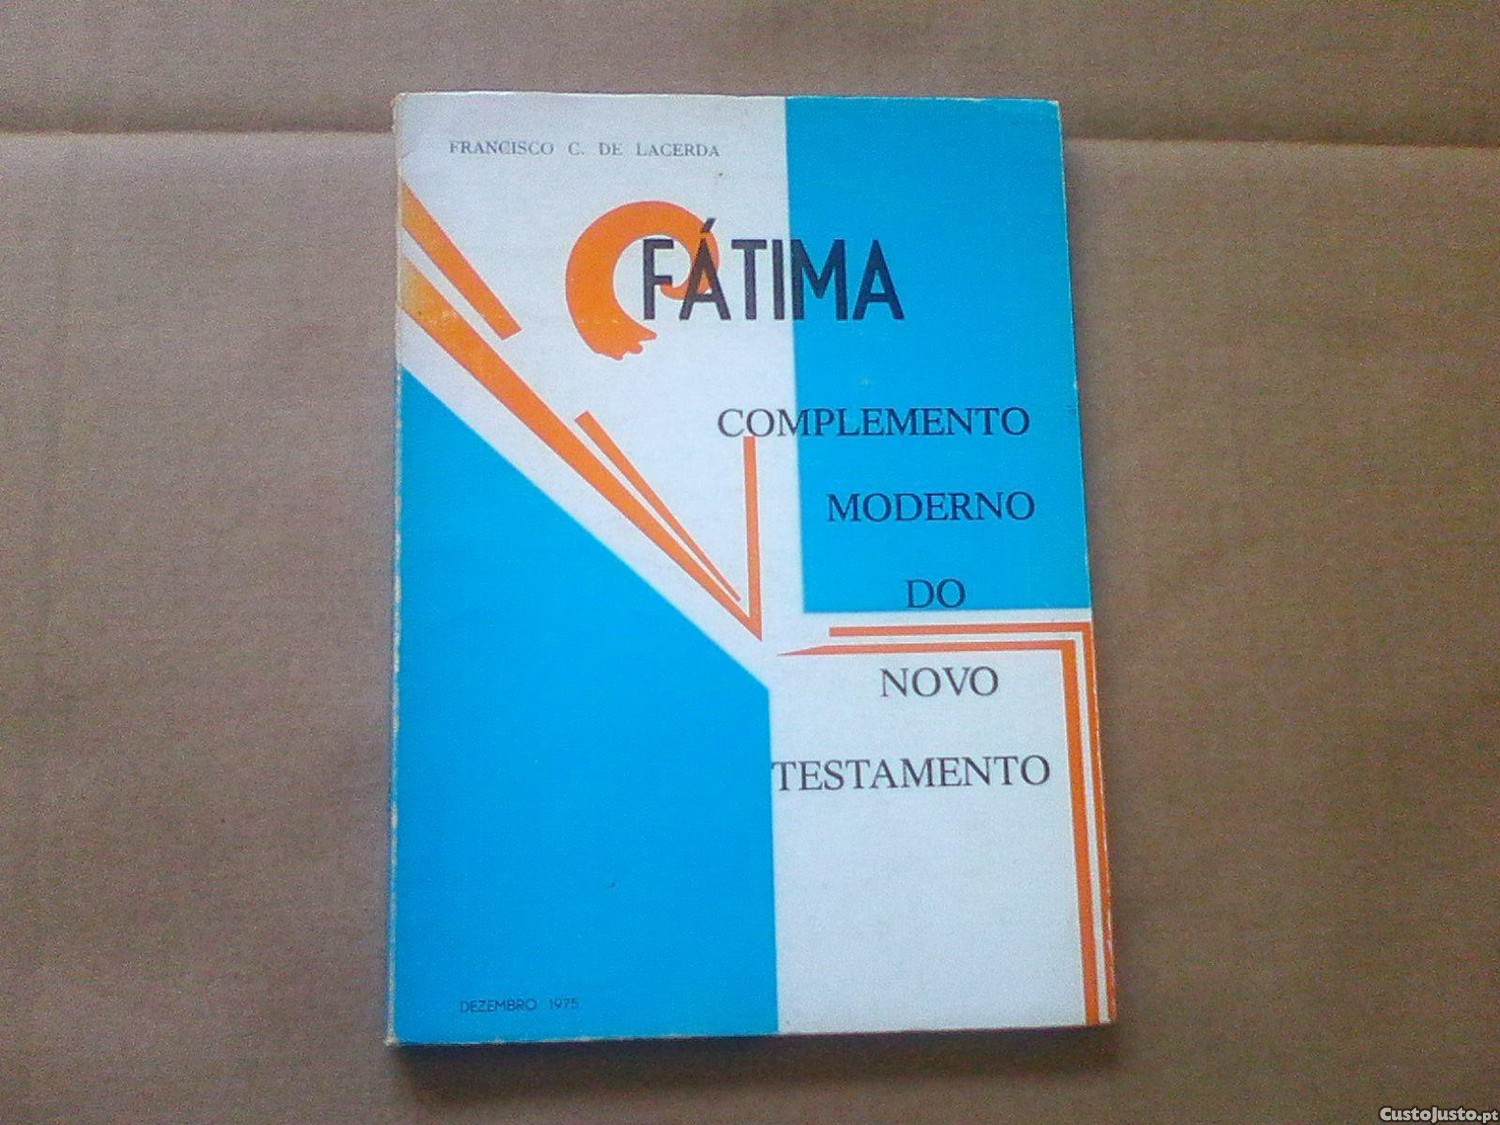 FRANCISCO C. DE LACERDA
FÁTIMA
COMPLEMENTO
MODERNO
DO
NOVO
TESTAMENTO
DEZEMBRO 1975
CustoJusto.pt